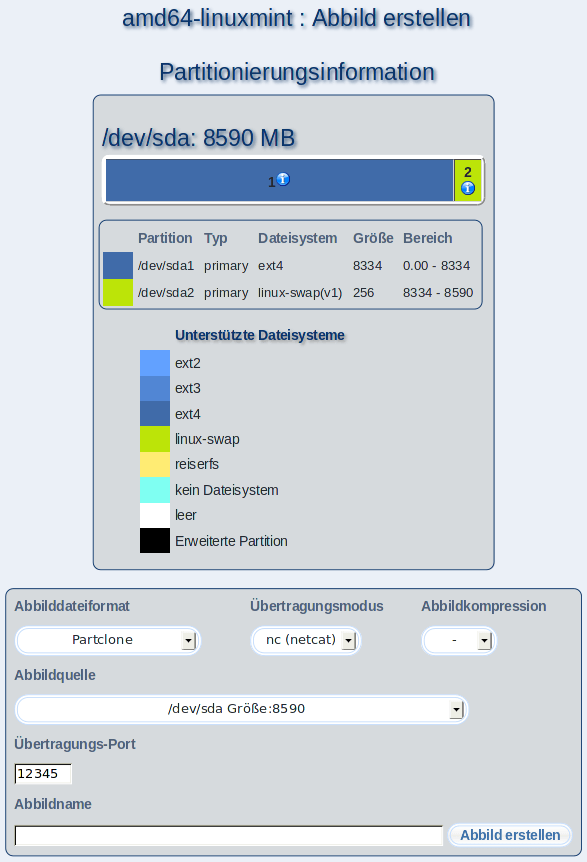 amd64-linuxmint : Abbild erstellen
Partitionierungsinformation
/dev/sda: 8590 MB
1
2
Partition Typ Dateisystem Größe Bereich
/dev/sda1 primary ext4 8334 0.00 - 8334
/dev/sda2 primary linux-swap(v1) 256 8334 - 8590
Unterstützte Dateisysteme
ext2
ext3
ext4
linux-swap
reiserfs
kein Dateisystem
leer
Erweiterte Partition
Abbilddateiformat Übertragungsmodus Abbildkompression
Partclone nc (netcat) -
Abbildquelle
/dev/sda Größe:8590
Übertragungs-Port
12345
Abbildname
Abbild erstellen